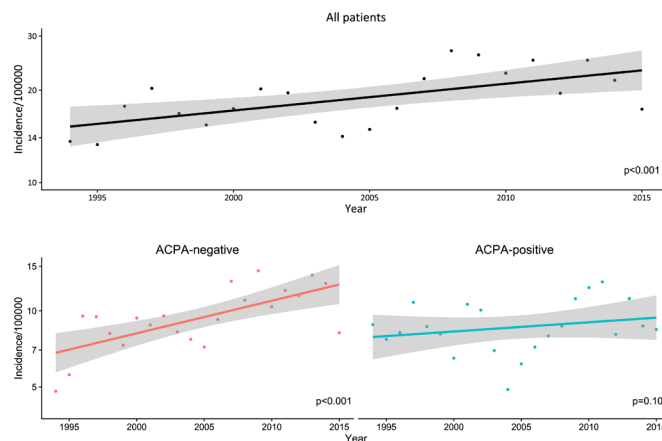 All patients
30
20
14
10
Incidence/100000
1995 2000 2005 2010 2015
Year
p<0.001
ACPA-negative
15
10
7
5
Incidence/100000
1995 2000 2005 2010 2015
p<0.001
ACPA-positive
1995 2000 2005 2010 2015
p=0.10
Year